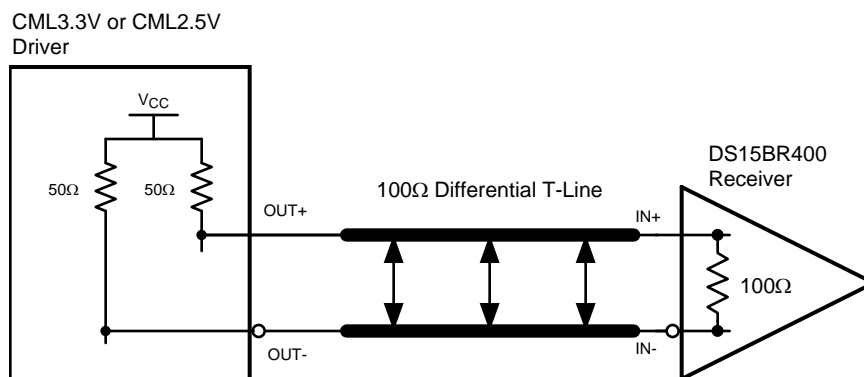 CML3.3V or CML2.5V
Driver
VCC
50Ω
50Ω
OUT+
100Ω Differential T-Line
IN+
DS15BR400
Receiver
100Ω
OUT-
IN-